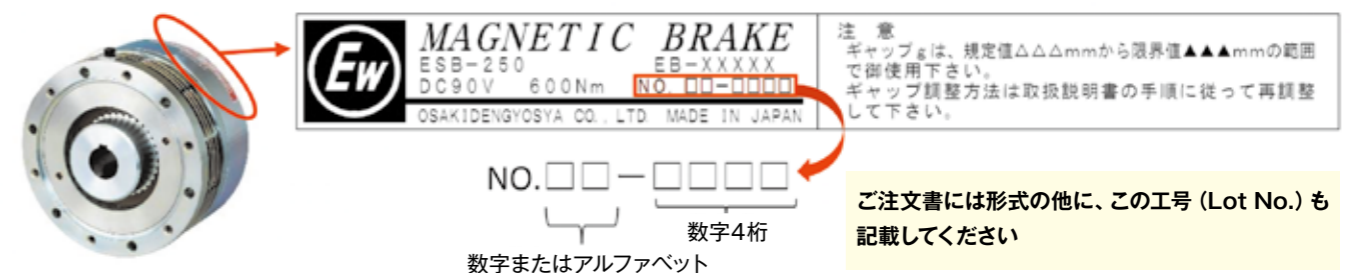 Ew
MAGNETIC BRAKE
ESB-250 EB-XXXXX
DC90V 600Nm NO. □□-□□□□
OSAKIDENGYOSYA CO., LTD. MADE IN JAPAN
注 意
ギャップgは、規定値△△△mmから限界値▲▲▲mmの範囲
で御使用下さい。
ギャップ調整方法は取扱説明書の手順に従って再調整
して下さい。
NO.□□−□□□□
数字4桁
数字またはアルファベット
ご注文書には形式の他に、この工号（Lot No.）も
記載してください